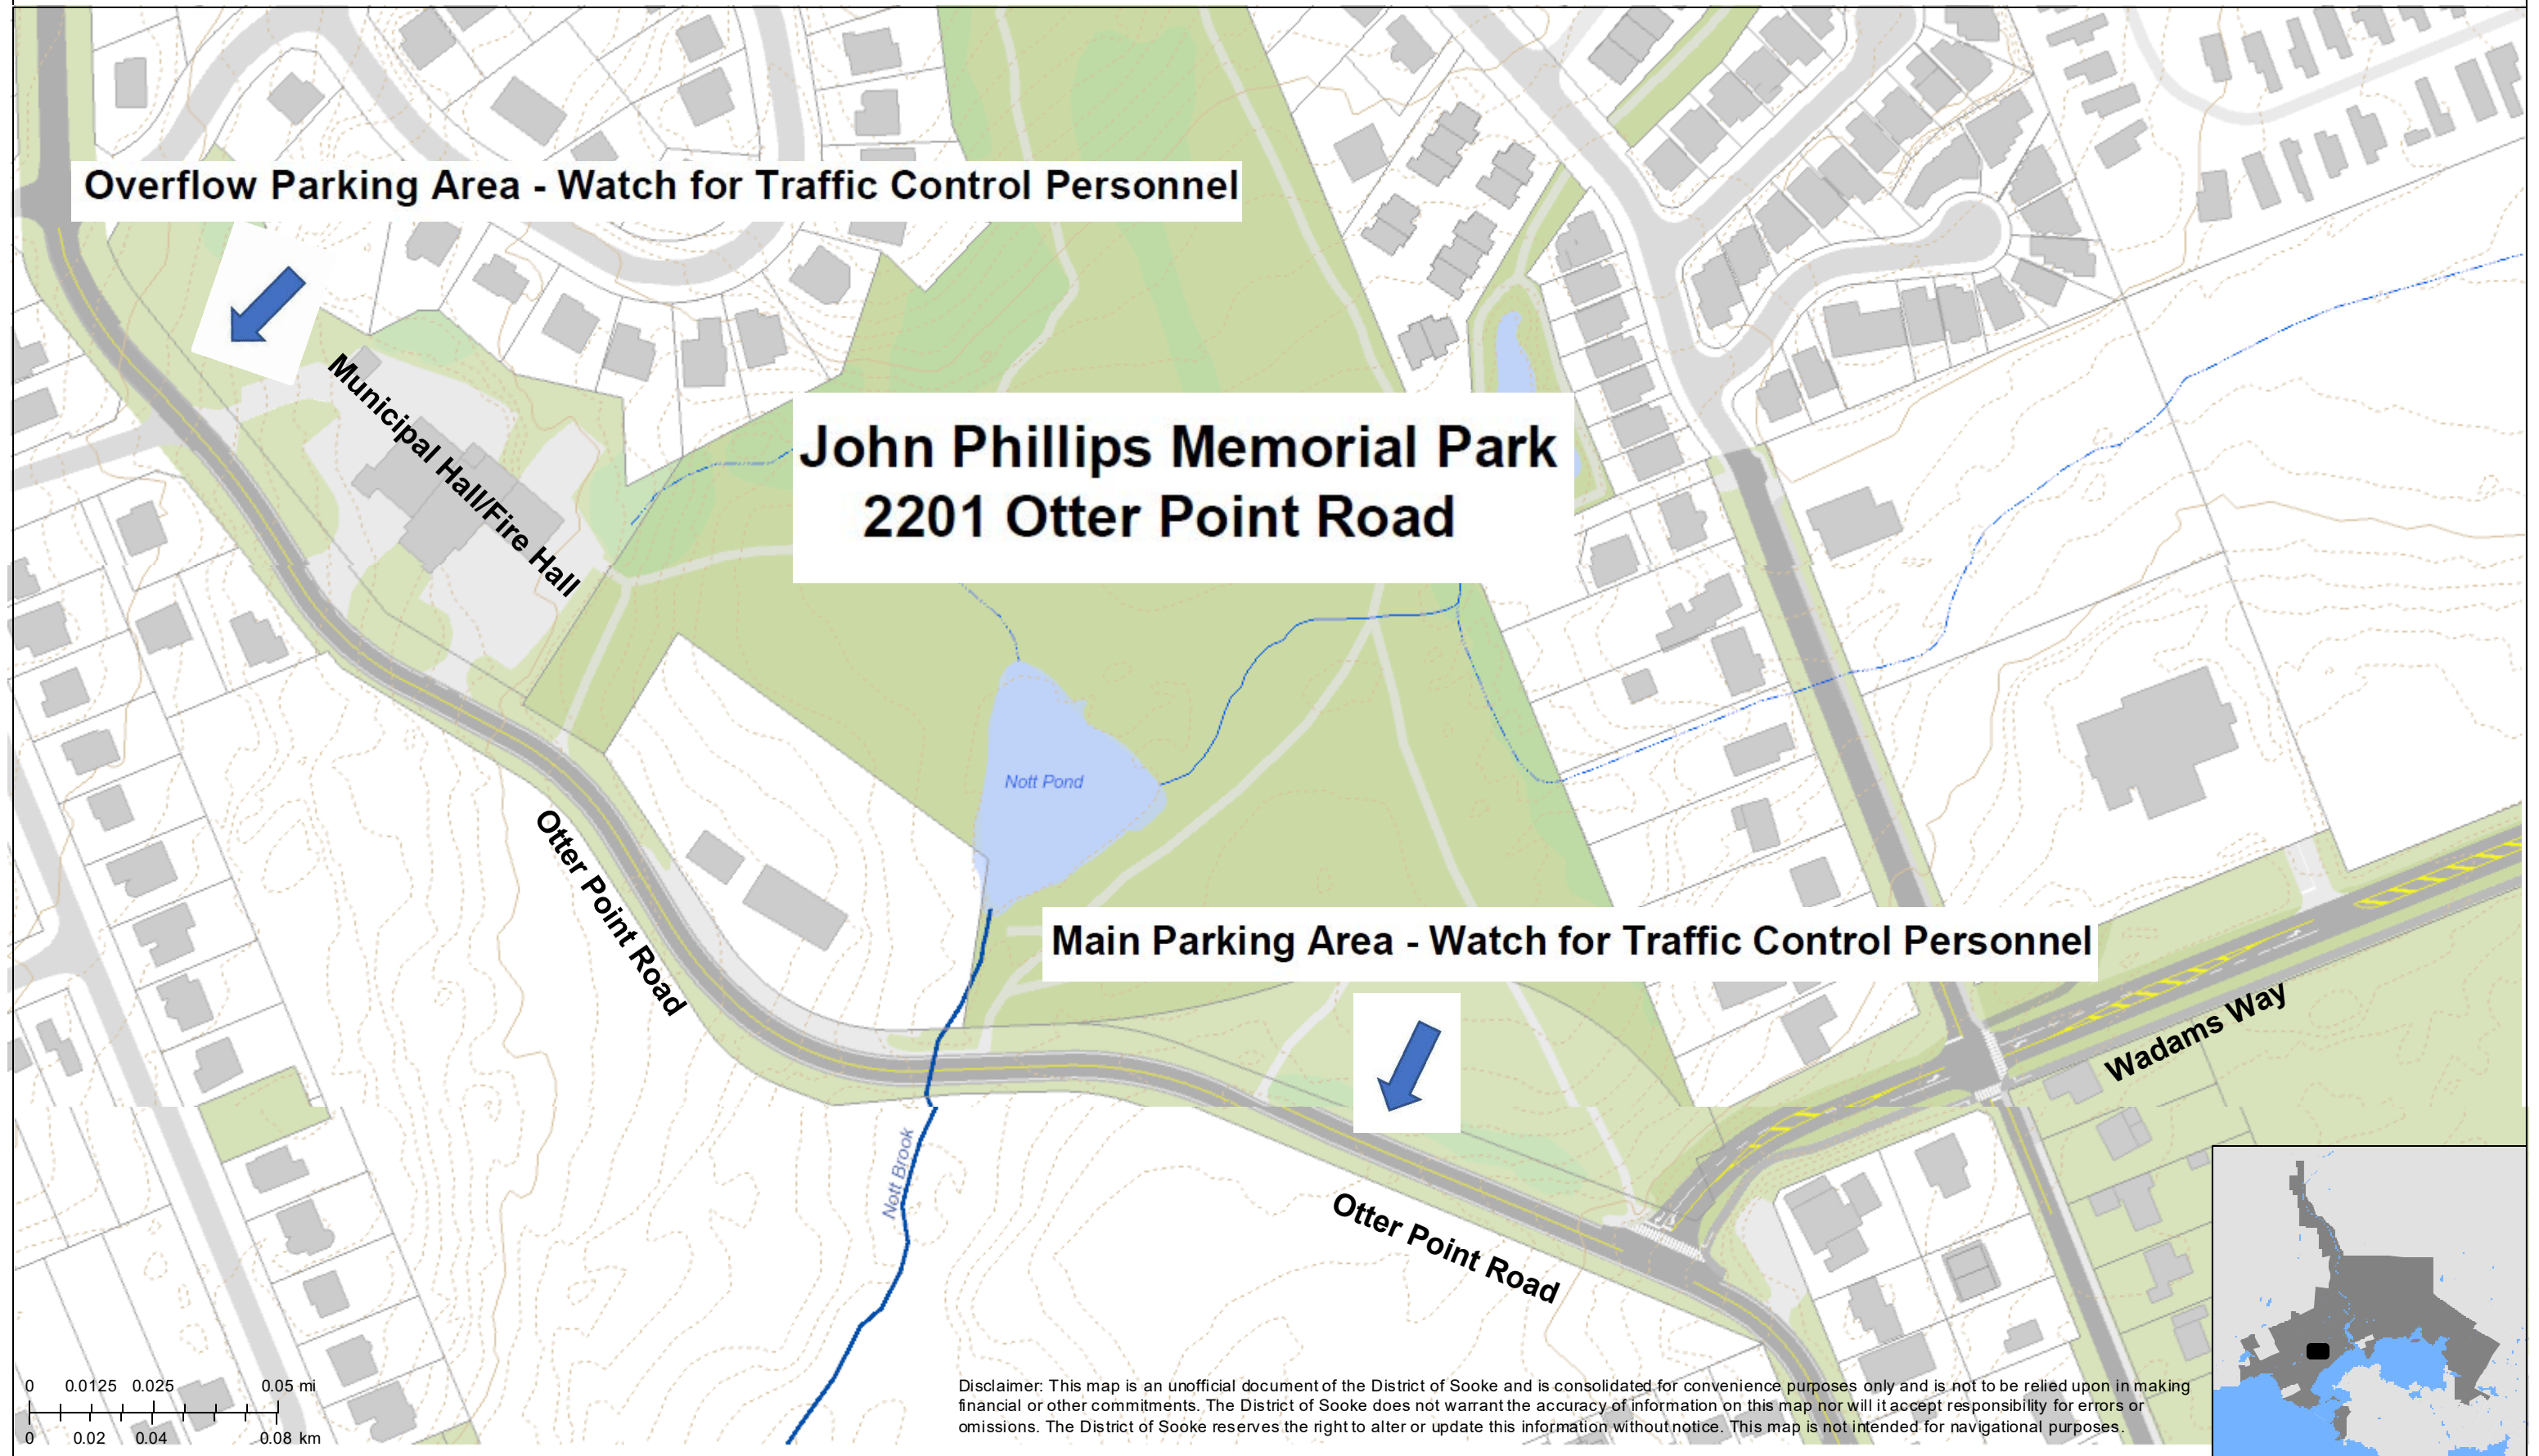 Overflow Parking Area - Watch for Traffic Control Personnel
Municipal Hall/Fire Hall
John Phillips Memorial Park
2201 Otter Point Road
Nott Pond
Otter Point Road
Main Parking Area - Watch for Traffic Control Personnel
Wadams Way
Nott Brook
Otter Point Road
0 0.0125 0.025 0.05 mi
0 0.02 0.04 0.08 km
Disclaimer: This map is an unofficial document of the District of Sooke and is consolidated for convenience purposes only and is not to be relied upon in making
financial or other commitments. The District of Sooke does not warrant the accuracy of information on this map nor will it accept responsibility for errors or
omissions. The District of Sooke reserves the right to alter or update this information without notice. This map is not intended for navigational purposes.